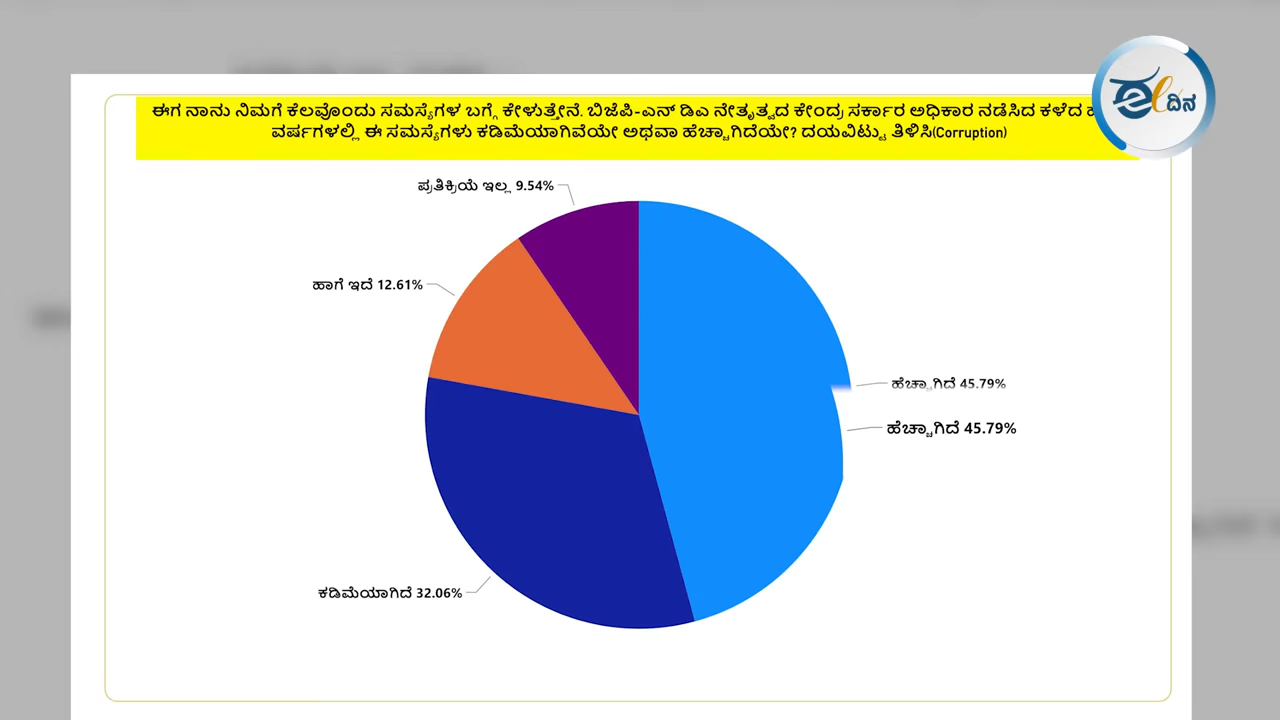 ಈಗ ನಾನು ನಿಮಗೆ ಕೆಲವೊಂದು ಸಮಸ್ಯೆಗಳ ಬಗ್ಗೆ ಕೇಳುತ್ತೇನೆ. ಬಿಜೆಪಿ-ಎನ್ ಡಿಎ ನೇತೃತ್ವದ ಕೇಂದ್ರ ಸರ್ಕಾರ ಅಧಿಕಾರ ನಡೆಸಿದ ಕಳೆದ
ವರ್ಷಗಳಲ್ಲಿ ಈ ಸಮಸ್ಯೆಗಳು ಕಡಿಮೆಯಾಗಿವೆಯೇ ಅಥವಾ ಹೆಚ್ಚಾಗಿದೆಯೇ? ದಯವಿಟ್ಟು ತಿಳಿಸಿ(Corruption)
ಈದಿನ
ಪ್ರತಿಕ್ರಿಯೆ ಇಲ್ಲ 9.54%
ಹಾಗೆ ಇದೆ 12.61%
ಹೆಚ್ಚಾಗಿದೆ 45.79%
ಹೆಚ್ಚಾಗಿದೆ 45.79%
ಕಡಿಮೆಯಾಗಿದೆ 32.06%